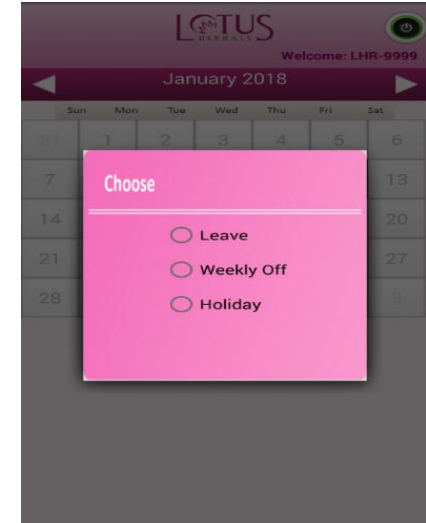 LOTUS
HERBALS
Welcome: LHR-9999
January 2018
Sun Mon Tue Wed Thu Fri Sat
31 1 2 3 4 5 6
7 13
Choose
14 20
Leave
21 Weekly Off 27
28 Holiday 3